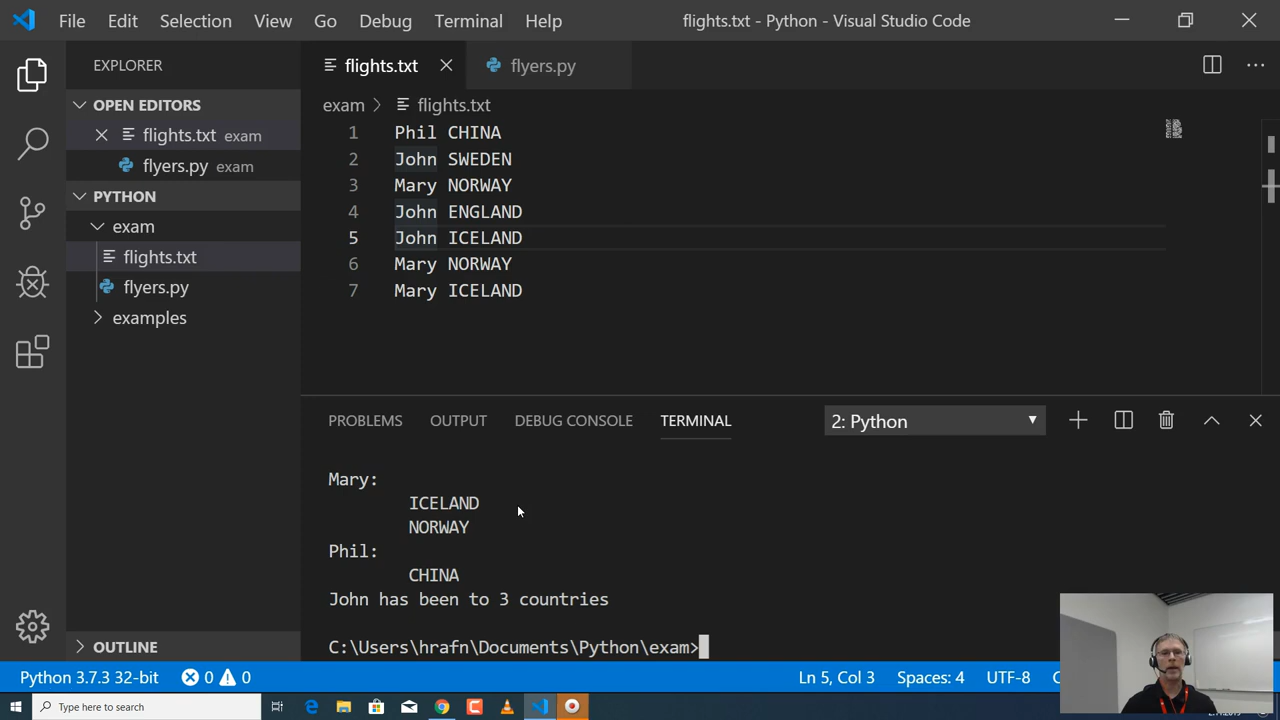 File Edit Selection View Go Debug Terminal Help flights.txt - Python - Visual Studio Code
EXPLORER
OPEN EDITORS
flights.txt exam
flyers.py exam
PYTHON
exam
flights.txt
flyers.py
examples
OUTLINE
flights.txt flyers.py
exam > flights.txt
1 Phil CHINA
2 John SWEDEN
3 Mary NORWAY
4 John ENGLAND
5 John ICELAND
6 Mary NORWAY
7 Mary ICELAND
PROBLEMS OUTPUT DEBUG CONSOLE TERMINAL 2: Python
Mary:
ICELAND
NORWAY
Phil:
CHINA
John has been to 3 countries
C:\Users\hrafn\Documents\Python\exam>
Python 3.7.3 32-bit 0 0 Ln 5, Col 3 Spaces: 4 UTF-8
Type here to search